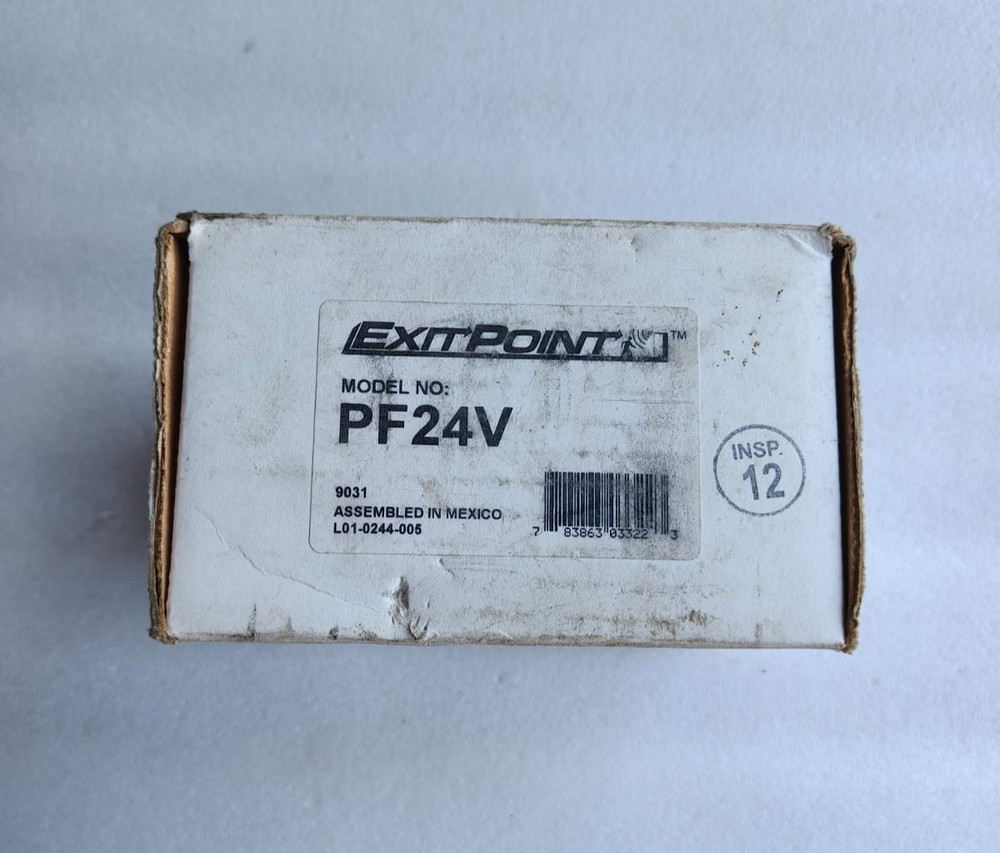 EXITPOINT™
MODEL NO:
PF24V
9031
ASSEMBLED IN MEXICO
L01-0244-005
7 83863 03322 3
INSP.
12